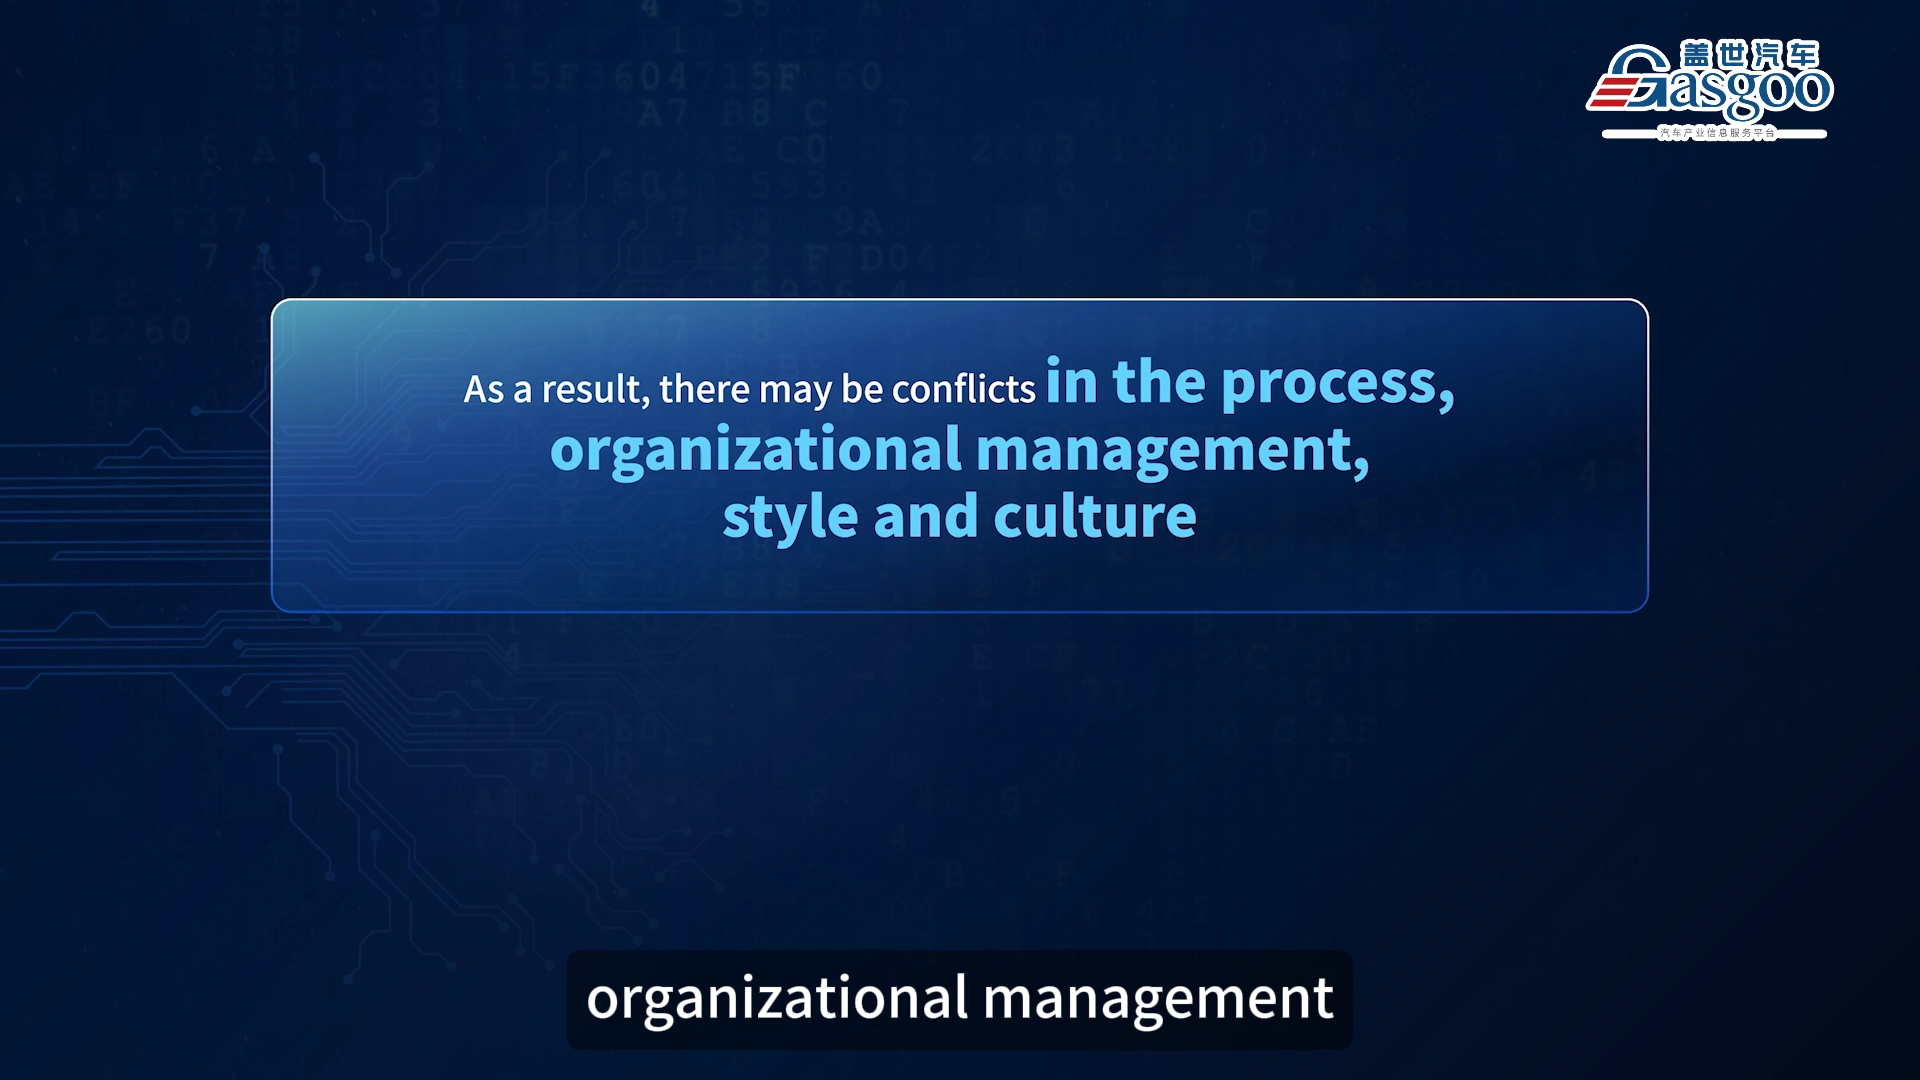 盖世汽车
Gasgoo
汽车产业信息服务平台
As a result, there may be conflicts in the process,
organizational management,
style and culture
organizational management